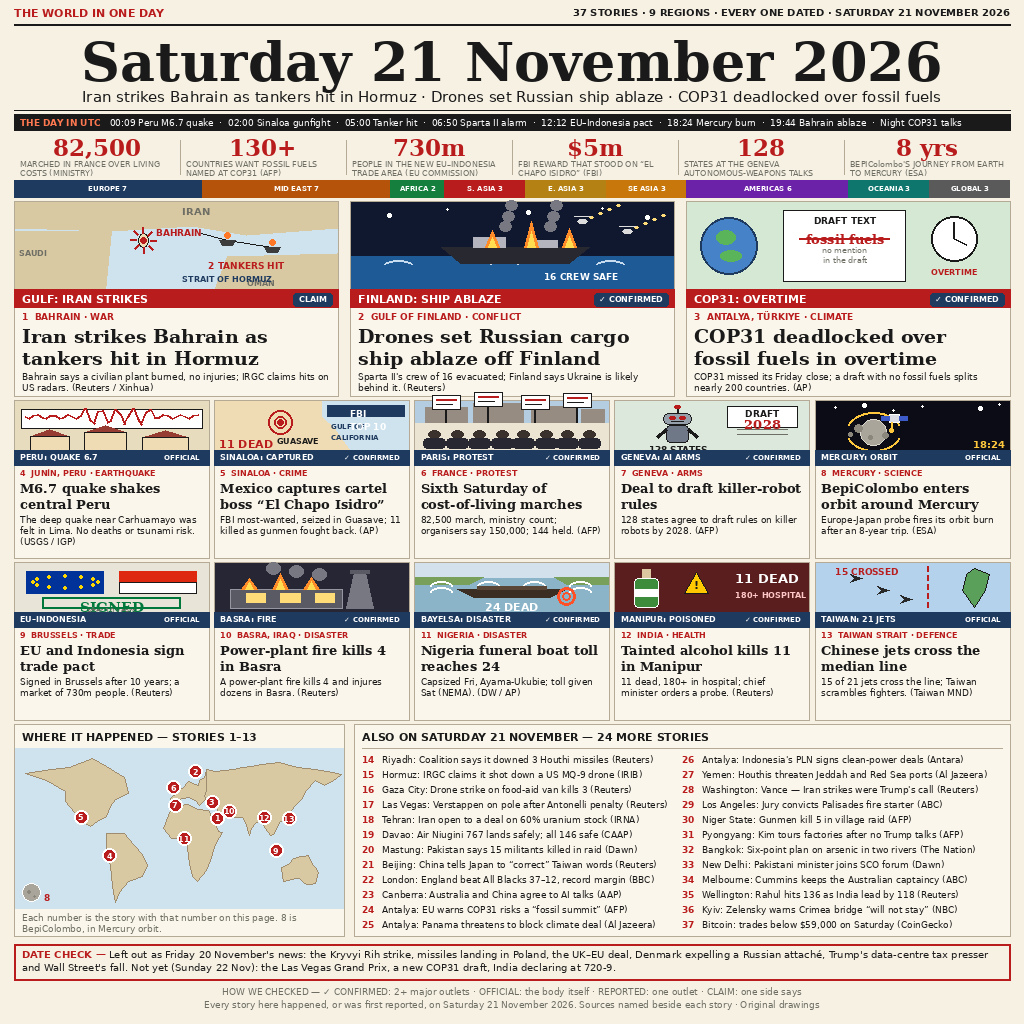 THE WORLD IN ONE DAY
37 STORIES · 9 REGIONS · EVERY ONE DATED · SATURDAY 21 NOVEMBER 2026
Saturday 21 November 2026
Iran strikes Bahrain as tankers hit in Hormuz · Drones set Russian ship ablaze · COP31 deadlocked over fossil fuels
THE DAY IN UTC 00:09 Peru M6.7 quake · 02:00 Sinaloa gunfight · 05:00 Tanker hit · 06:50 Sparta II alarm · 12:12 EU–Indonesia pact · 18:24 Mercury burn · 19:44 Bahrain ablaze · Night COP31 talks
82,500
MARCHED IN FRANCE OVER LIVING
COSTS (MINISTRY)
130+
COUNTRIES WANT FOSSIL FUELS
NAMED AT COP31 (AFP)
730m
PEOPLE IN THE NEW EU–INDONESIA
TRADE AREA (EU COMMISSION)
$5m
FBI REWARD THAT STOOD ON “EL
CHAPO ISIDRO” (FBI)
128
STATES AT THE GENEVA
AUTONOMOUS-WEAPONS TALKS
8 yrs
BEPIColombo'S JOURNEY FROM EARTH
TO MERCURY (ESA)
EUROPE 7
MID EAST 7
AFRICA 2
S. ASIA 3
E. ASIA 3
SE ASIA 3
AMERICAS 6
OCEANIA 3
GLOBAL 3
IRAN
BAHRAIN
SAUDI
2 TANKERS HIT
STRAIT OF HORMUZ
OMAN
GULF: IRAN STRIKES
CLAIM
1 BAHRAIN · WAR
Iran strikes Bahrain as
tankers hit in Hormuz
Bahrain says a civilian plant burned, no injuries; IRGC claims hits on
US radars. (Reuters / Xinhua)
16 CREW SAFE
FINLAND: SHIP ABLAZE
✓ CONFIRMED
2 GULF OF FINLAND · CONFLICT
Drones set Russian cargo
ship ablaze off Finland
Sparta II's crew of 16 evacuated; Finland says Ukraine is likely
behind it. (Reuters)
DRAFT TEXT
fossil fuels
no mention
in the draft
OVERTIME
COP31: OVERTIME
✓ CONFIRMED
3 ANTALYA, TÜRKIYE · CLIMATE
COP31 deadlocked over
fossil fuels in overtime
COP31 missed its Friday close; a draft with no fossil fuels splits
nearly 200 countries. (AP)
PERU: QUAKE 6.7
OFFICIAL
4 JUNÍN, PERU · EARTHQUAKE
M6.7 quake shakes
central Peru
The deep quake near Carhuamayo was
felt in Lima. No deaths or tsunami risk.
(USGS / IGP)
FBI
TOP 10
GULF OF
CALIFORNIA
11 DEAD
GUASAVE
SINALOA: CAPTURED
✓ CONFIRMED
5 SINALOA · CRIME
Mexico captures cartel
boss “El Chapo Isidro”
FBI most-wanted, seized in Guasave; 11
killed as gunmen fought back. (AP)
PARIS: PROTEST
✓ CONFIRMED
6 FRANCE · PROTEST
Sixth Saturday of
cost-of-living marches
82,500 march, ministry count;
organisers say 150,000; 144 held. (AFP)
DRAFT
2028
128 STATES
GENEVA: AI ARMS
✓ CONFIRMED
7 GENEVA · ARMS
Deal to draft killer-robot
rules
128 states agree to draft rules on killer
robots by 2028. (AFP)
18:24
MERCURY: ORBIT
OFFICIAL
8 MERCURY · SCIENCE
BepiColombo enters
orbit around Mercury
Europe-Japan probe fires its orbit burn
after an 8-year trip. (ESA)
SIGNED
EU–INDONESIA
OFFICIAL
9 BRUSSELS · TRADE
EU and Indonesia sign
trade pact
Signed in Brussels after 10 years; a
market of 730m people. (Reuters)
BASRA: FIRE
✓ CONFIRMED
10 BASRA, IRAQ · DISASTER
Power-plant fire kills 4
in Basra
A power-plant fire kills 4 and injures
dozens in Basra. (Reuters)
24 DEAD
BAYELSA: DISASTER
✓ CONFIRMED
11 NIGERIA · DISASTER
Nigeria funeral boat toll
reaches 24
Capsized Fri, Ayama-Ukubie; toll given
Sat (NEMA). (DW / AP)
!
11 DEAD
180+ HOSPITAL
MANIPUR: POISONED
✓ CONFIRMED
12 INDIA · HEALTH
Tainted alcohol kills 11
in Manipur
11 dead, 180+ in hospital; chief
minister orders a probe. (Reuters)
15 CROSSED
TAIWAN: 21 JETS
OFFICIAL
13 TAIWAN STRAIT · DEFENCE
Chinese jets cross the
median line
15 of 21 jets cross the line; Taiwan
scrambles fighters. (Taiwan MND)
WHERE IT HAPPENED — STORIES 1–13
2
6
7
3
1
10
12
13
5
11
4
9
8
Each number is the story with that number on this page. 8 is
BepiColombo, in Mercury orbit.
ALSO ON SATURDAY 21 NOVEMBER — 24 MORE STORIES
14 Riyadh: Coalition says it downed 3 Houthi missiles (Reuters)
15 Hormuz: IRGC claims it shot down a US MQ-9 drone (IRIB)
16 Gaza City: Drone strike on food-aid van kills 3 (Reuters)
17 Las Vegas: Verstappen on pole after Antonelli penalty (Reuters)
18 Tehran: Iran open to a deal on 60% uranium stock (IRNA)
19 Davao: Air Niugini 767 lands safely; all 146 safe (CAAP)
20 Mastung: Pakistan says 15 militants killed in raid (Dawn)
21 Beijing: China tells Japan to “correct” Taiwan words (Reuters)
22 London: England beat All Blacks 37–12, record margin (BBC)
23 Canberra: Australia and China agree to AI talks (AAP)
24 Antalya: EU warns COP31 risks a “fossil summit” (AFP)
25 Antalya: Panama threatens to block climate deal (Al Jazeera)
26 Antalya: Indonesia's PLN signs clean-power deals (Antara)
27 Yemen: Houthis threaten Jeddah and Red Sea ports (Al Jazeera)
28 Washington: Vance — Iran strikes were Trump's call (Reuters)
29 Los Angeles: Jury convicts Palisades fire starter (ABC)
30 Niger State: Gunmen kill 5 in village raid (AFP)
31 Pyongyang: Kim tours factories after no Trump talks (AFP)
32 Bangkok: Six-point plan on arsenic in two rivers (The Nation)
33 New Delhi: Pakistani minister joins SCO forum (Dawn)
34 Melbourne: Cummins keeps the Australian captaincy (ABC)
35 Wellington: Rahul hits 136 as India lead by 118 (Reuters)
36 Kyiv: Zelensky warns Crimea bridge “will not stay” (NBC)
37 Bitcoin: trades below $59,000 on Saturday (CoinGecko)
DATE CHECK — Left out as Friday 20 November's news: the Kryvyi Rih strike, missiles landing in Poland, the UK–EU deal, Denmark expelling a Russian attaché, Trump's data-centre tax presser
and Wall Street's fall. Not yet (Sunday 22 Nov): the Las Vegas Grand Prix, a new COP31 draft, India declaring at 720-9.
HOW WE CHECKED — ✓ CONFIRMED: 2+ major outlets · OFFICIAL: the body itself · REPORTED: one outlet · CLAIM: one side says
Every story here happened, or was first reported, on Saturday 21 November 2026. Sources named beside each story · Original drawings